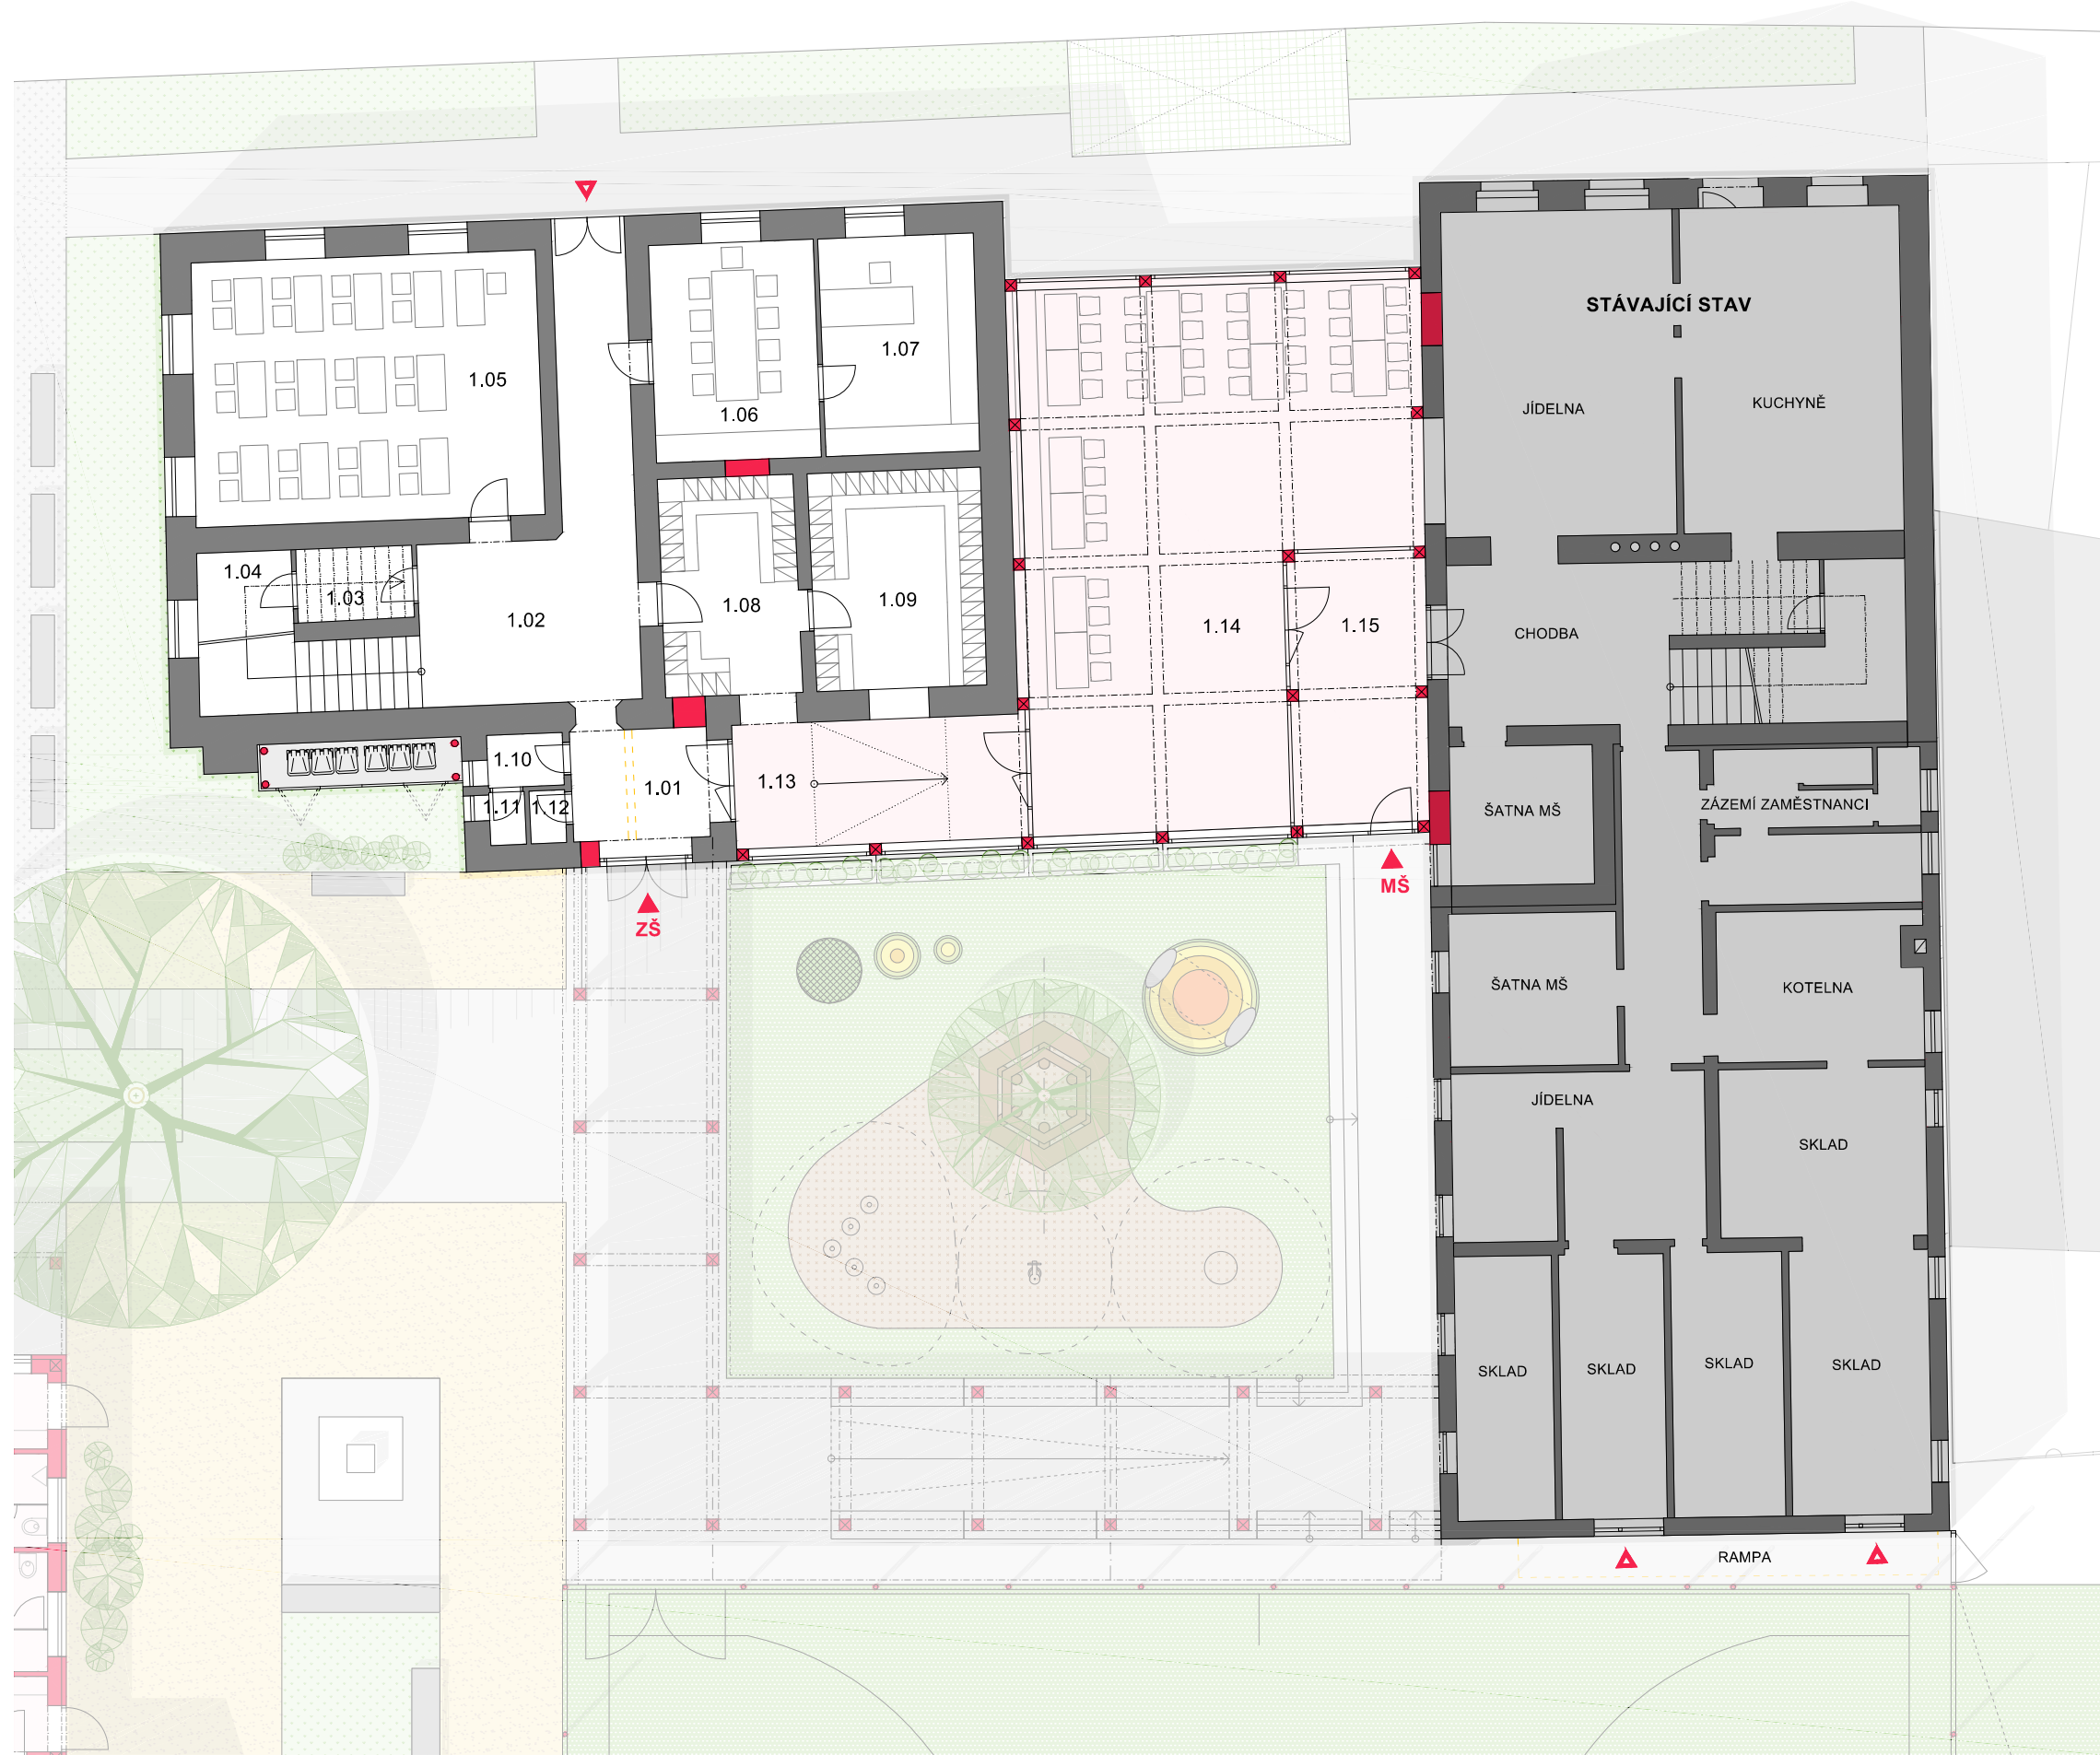 STÁVAJÍCÍ STAV
1.07
1.05
JÍDELNA
KUCHYNĚ
1.06
1.04
1.03
1.09
1.08
1.02
1.14
1.15
CHODBA
1.10
1.01
1.13
1.11
1.12
ZÁZEMÍ ZAMĚSTNANCI
ŠATNA MŠ
MŠ
ZŠ
ŠATNA MŠ
KOTELNA
JÍDELNA
SKLAD
SKLAD
SKLAD
SKLAD
SKLAD
RAMPA